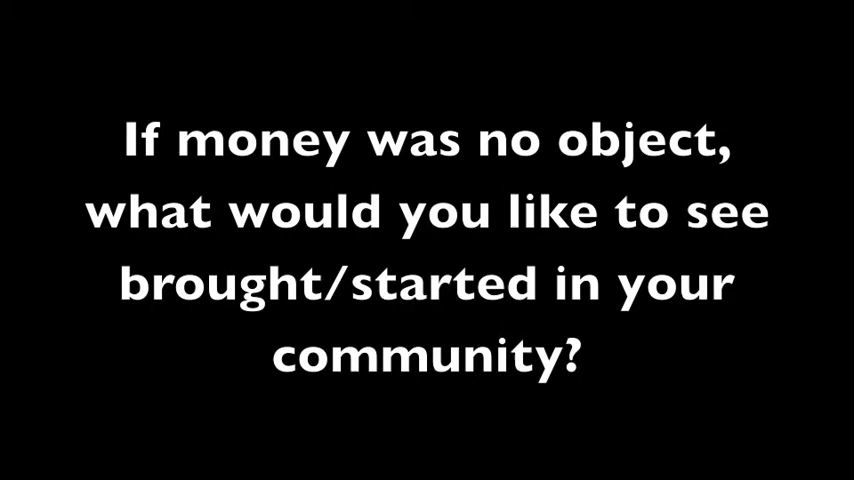 If money was no object,
what would you like to see
brought/started in your
community?